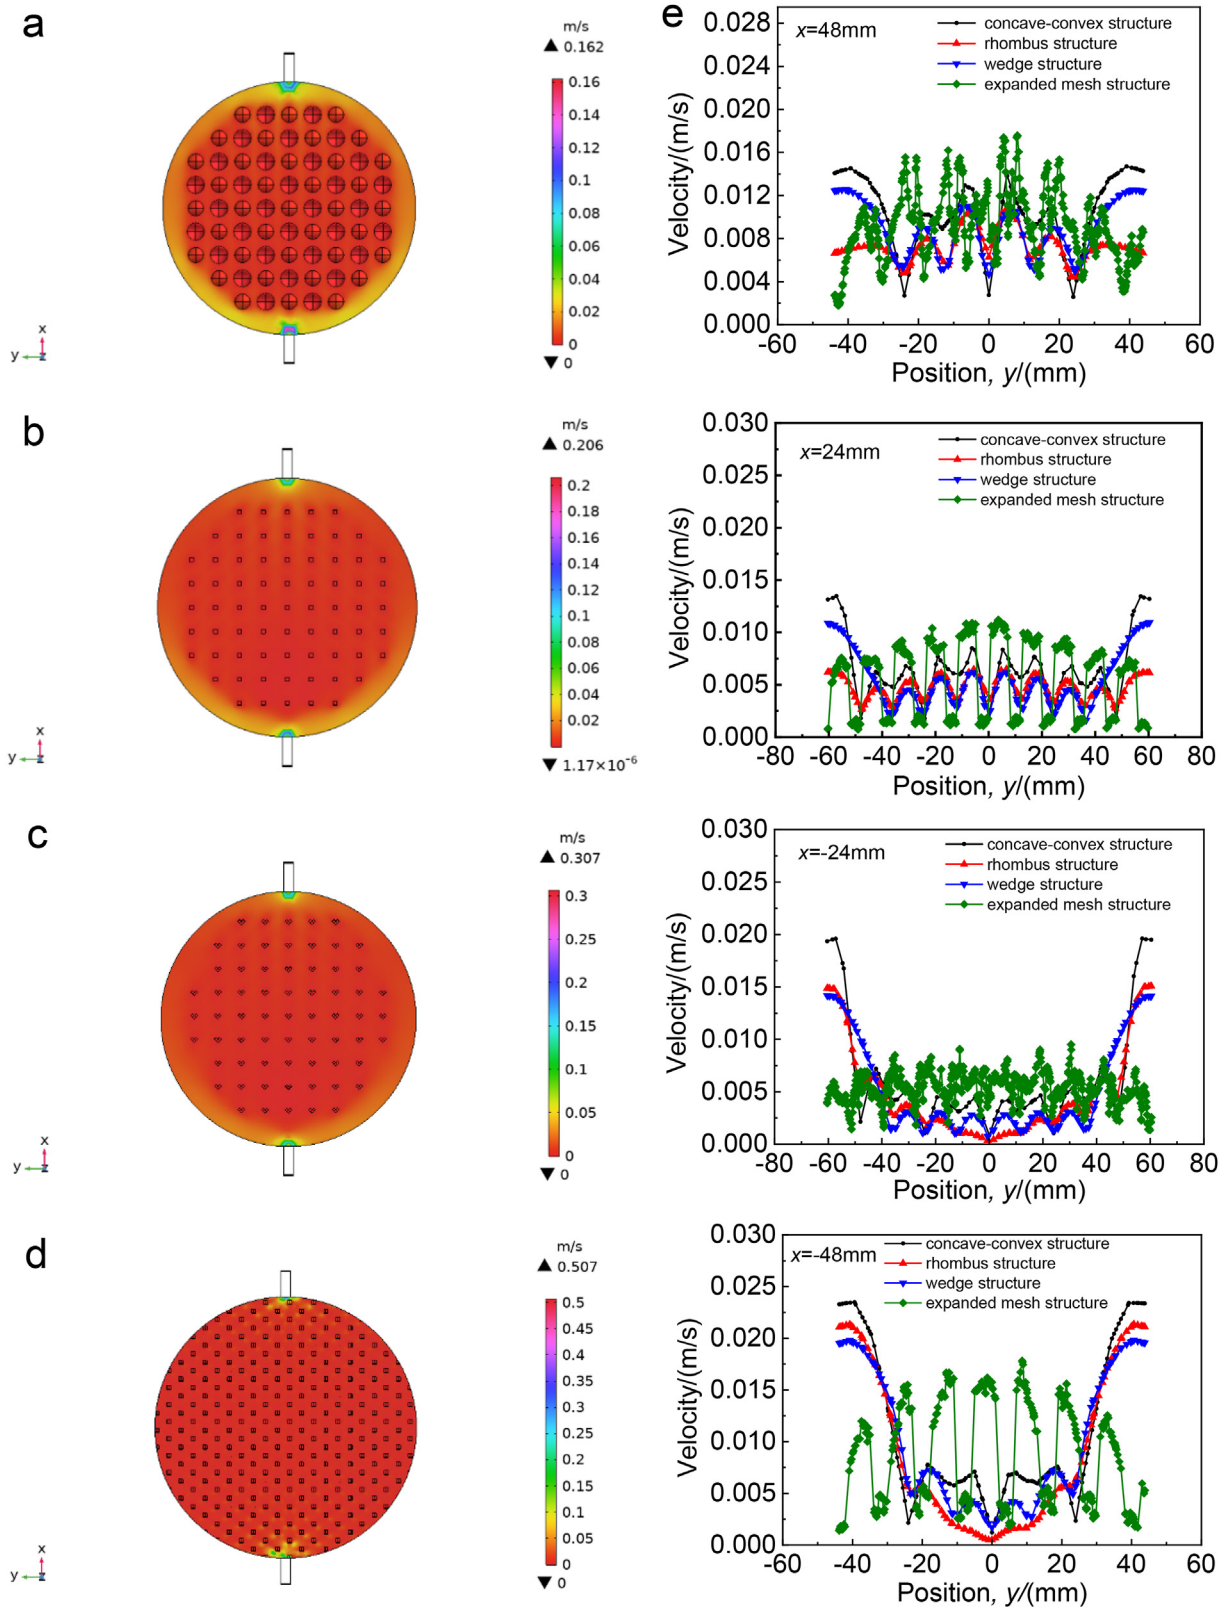 a
m/s
▲ 0.162
0.16
0.14
0.12
0.1
0.08
0.06
0.04
0.02
0
▼ 0
x
y
z
b
m/s
▲ 0.206
0.2
0.18
0.16
0.14
0.12
0.1
0.08
0.06
0.04
0.02
▼ 1.17×10⁻⁶
x
y
z
c
m/s
▲ 0.307
0.3
0.25
0.2
0.15
0.1
0.05
0
▼ 0
x
y
z
d
m/s
▲ 0.507
0.5
0.45
0.4
0.35
0.3
0.25
0.2
0.15
0.1
0.05
0
▼ 0
x
y
z
e
x=48mm
concave-convex structure
rhombus structure
wedge structure
expanded mesh structure
0.028
0.024
0.020
0.016
0.012
0.008
0.004
0.000
Velocity/(m/s)
-60 -40 -20 0 20 40 60
Position, y/(mm)
x=24mm
concave-convex structure
rhombus structure
wedge structure
expanded mesh structure
0.030
0.025
0.020
0.015
0.010
0.005
0.000
Velocity/(m/s)
-80 -60 -40 -20 0 20 40 60 80
Position, y/(mm)
x=-24mm
concave-convex structure
rhombus structure
wedge structure
expanded mesh structure
0.030
0.025
0.020
0.015
0.010
0.005
0.000
Velocity/(m/s)
-80 -60 -40 -20 0 20 40 60 80
Position, y/(mm)
x=-48mm
concave-convex structure
rhombus structure
wedge structure
expanded mesh structure
0.030
0.025
0.020
0.015
0.010
0.005
0.000
Velocity/(m/s)
-60 -40 -20 0 20 40 60
Position, y/(mm)